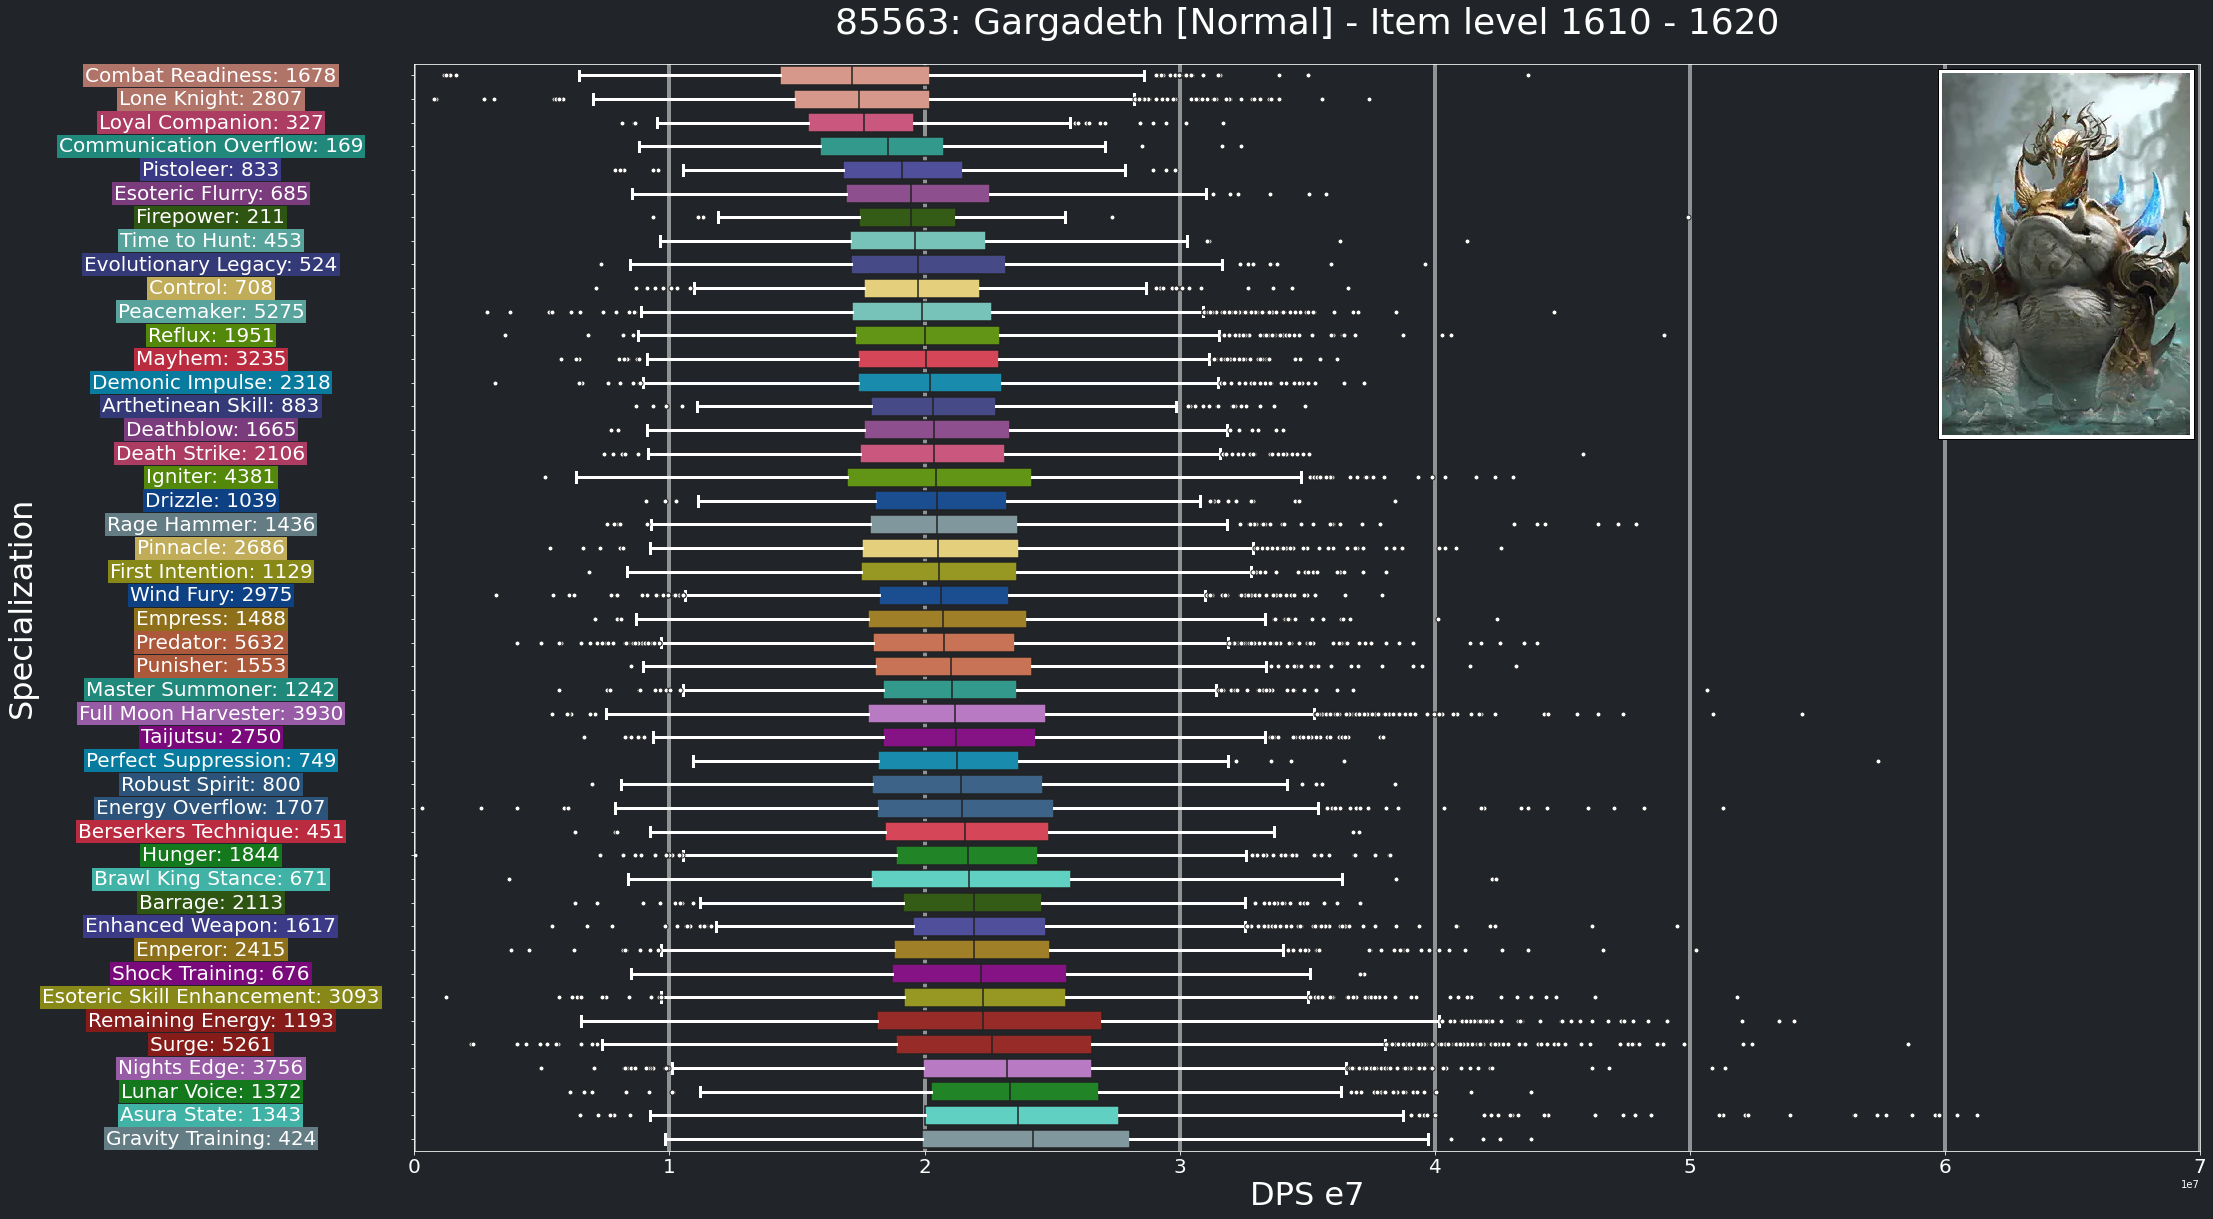 85563: Gargadeth [Normal] - Item level 1610 - 1620
Combat Readiness: 1678
Lone Knight: 2807
Loyal Companion: 327
Communication Overflow: 169
Pistoleer: 833
Esoteric Flurry: 685
Firepower: 211
Time to Hunt: 453
Evolutionary Legacy: 524
Control: 708
Peacemaker: 5275
Reflux: 1951
Mayhem: 3235
Demonic Impulse: 2318
Arthetinean Skill: 883
Deathblow: 1665
Death Strike: 2106
Igniter: 4381
Drizzle: 1039
Rage Hammer: 1436
Pinnacle: 2686
First Intention: 1129
Wind Fury: 2975
Empress: 1488
Predator: 5632
Punisher: 1553
Master Summoner: 1242
Full Moon Harvester: 3930
Taijutsu: 2750
Perfect Suppression: 749
Robust Spirit: 800
Energy Overflow: 1707
Berserkers Technique: 451
Hunger: 1844
Brawl King Stance: 671
Barrage: 2113
Enhanced Weapon: 1617
Emperor: 2415
Shock Training: 676
Esoteric Skill Enhancement: 3093
Remaining Energy: 1193
Surge: 5261
Nights Edge: 3756
Lunar Voice: 1372
Asura State: 1343
Gravity Training: 424
Specialization
0 1 2 3 4 5 6 7
1e7
DPS e7